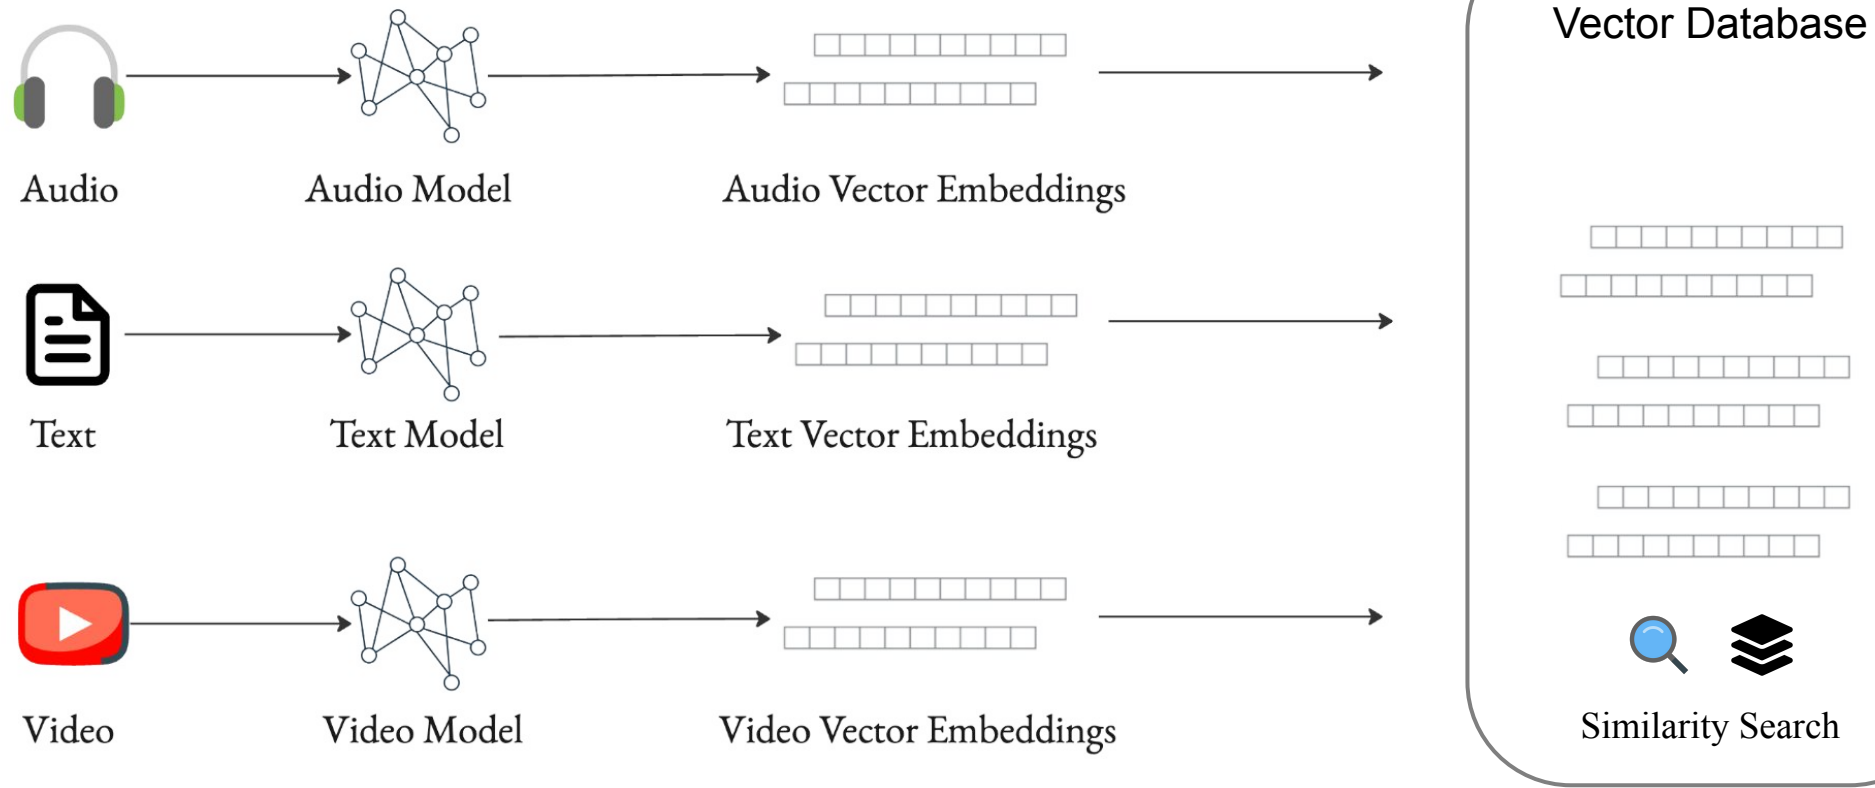 Vector Database
Audio
Audio Model
Audio Vector Embeddings
Text
Text Model
Text Vector Embeddings
Video
Video Model
Video Vector Embeddings
Similarity Search